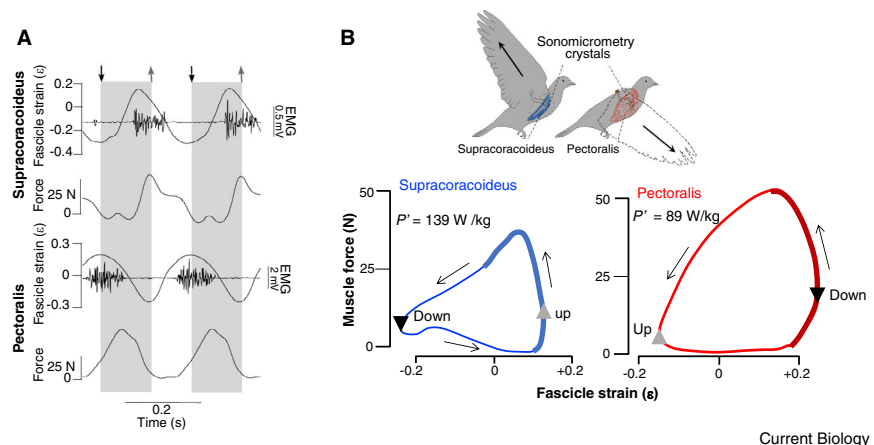 A
Supracoracoideus
Fascicle strain (ε)
0.2
0
-0.2
-0.4
EMG
0.5 mV
Force
25 N
0
Pectoralis
Fascicle strain (ε)
0.3
0
-0.3
EMG
2 mV
Force
25 N
0
0.2
Time (s)
B
Sonomicrometry
crystals
Supracoracoideus
Pectoralis
Supracoracoideus
P' = 139 W /kg
Muscle force (N)
50
25
0
Down
up
-0.2
0
+0.2
Pectoralis
P' = 89 W/kg
50
25
0
Down
Up
-0.2
0
+0.2
Fascicle strain (ε)
Current Biology